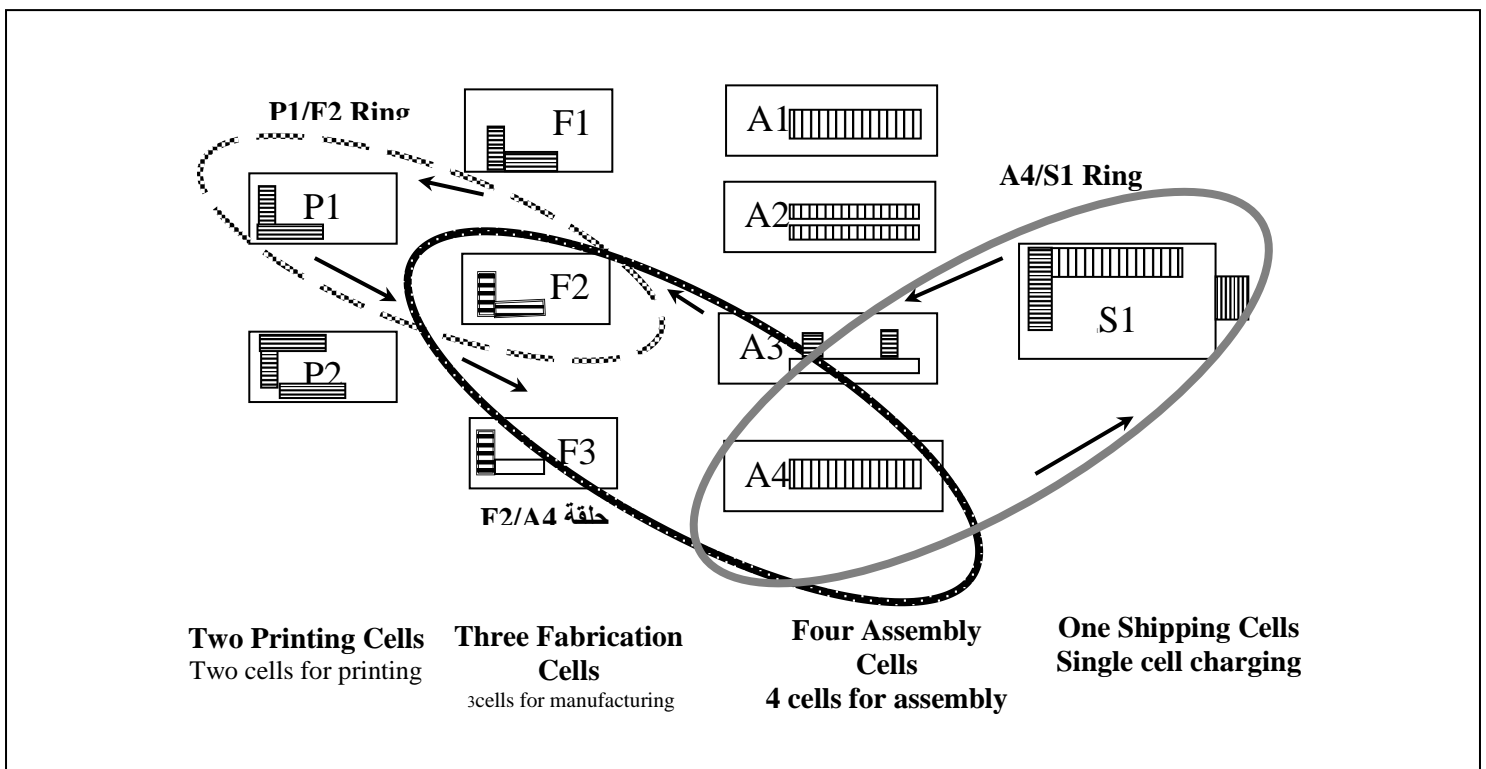 P1/F2 Ring
F1
A1
A4/S1 Ring
P1
A2
F2
S1
A3
P2
F3
A4
حلقة F2/A4
Two Printing Cells
Two cells for printing
Three Fabrication
Cells
3cells for manufacturing
Four Assembly
Cells
4 cells for assembly
One Shipping Cells
Single cell charging